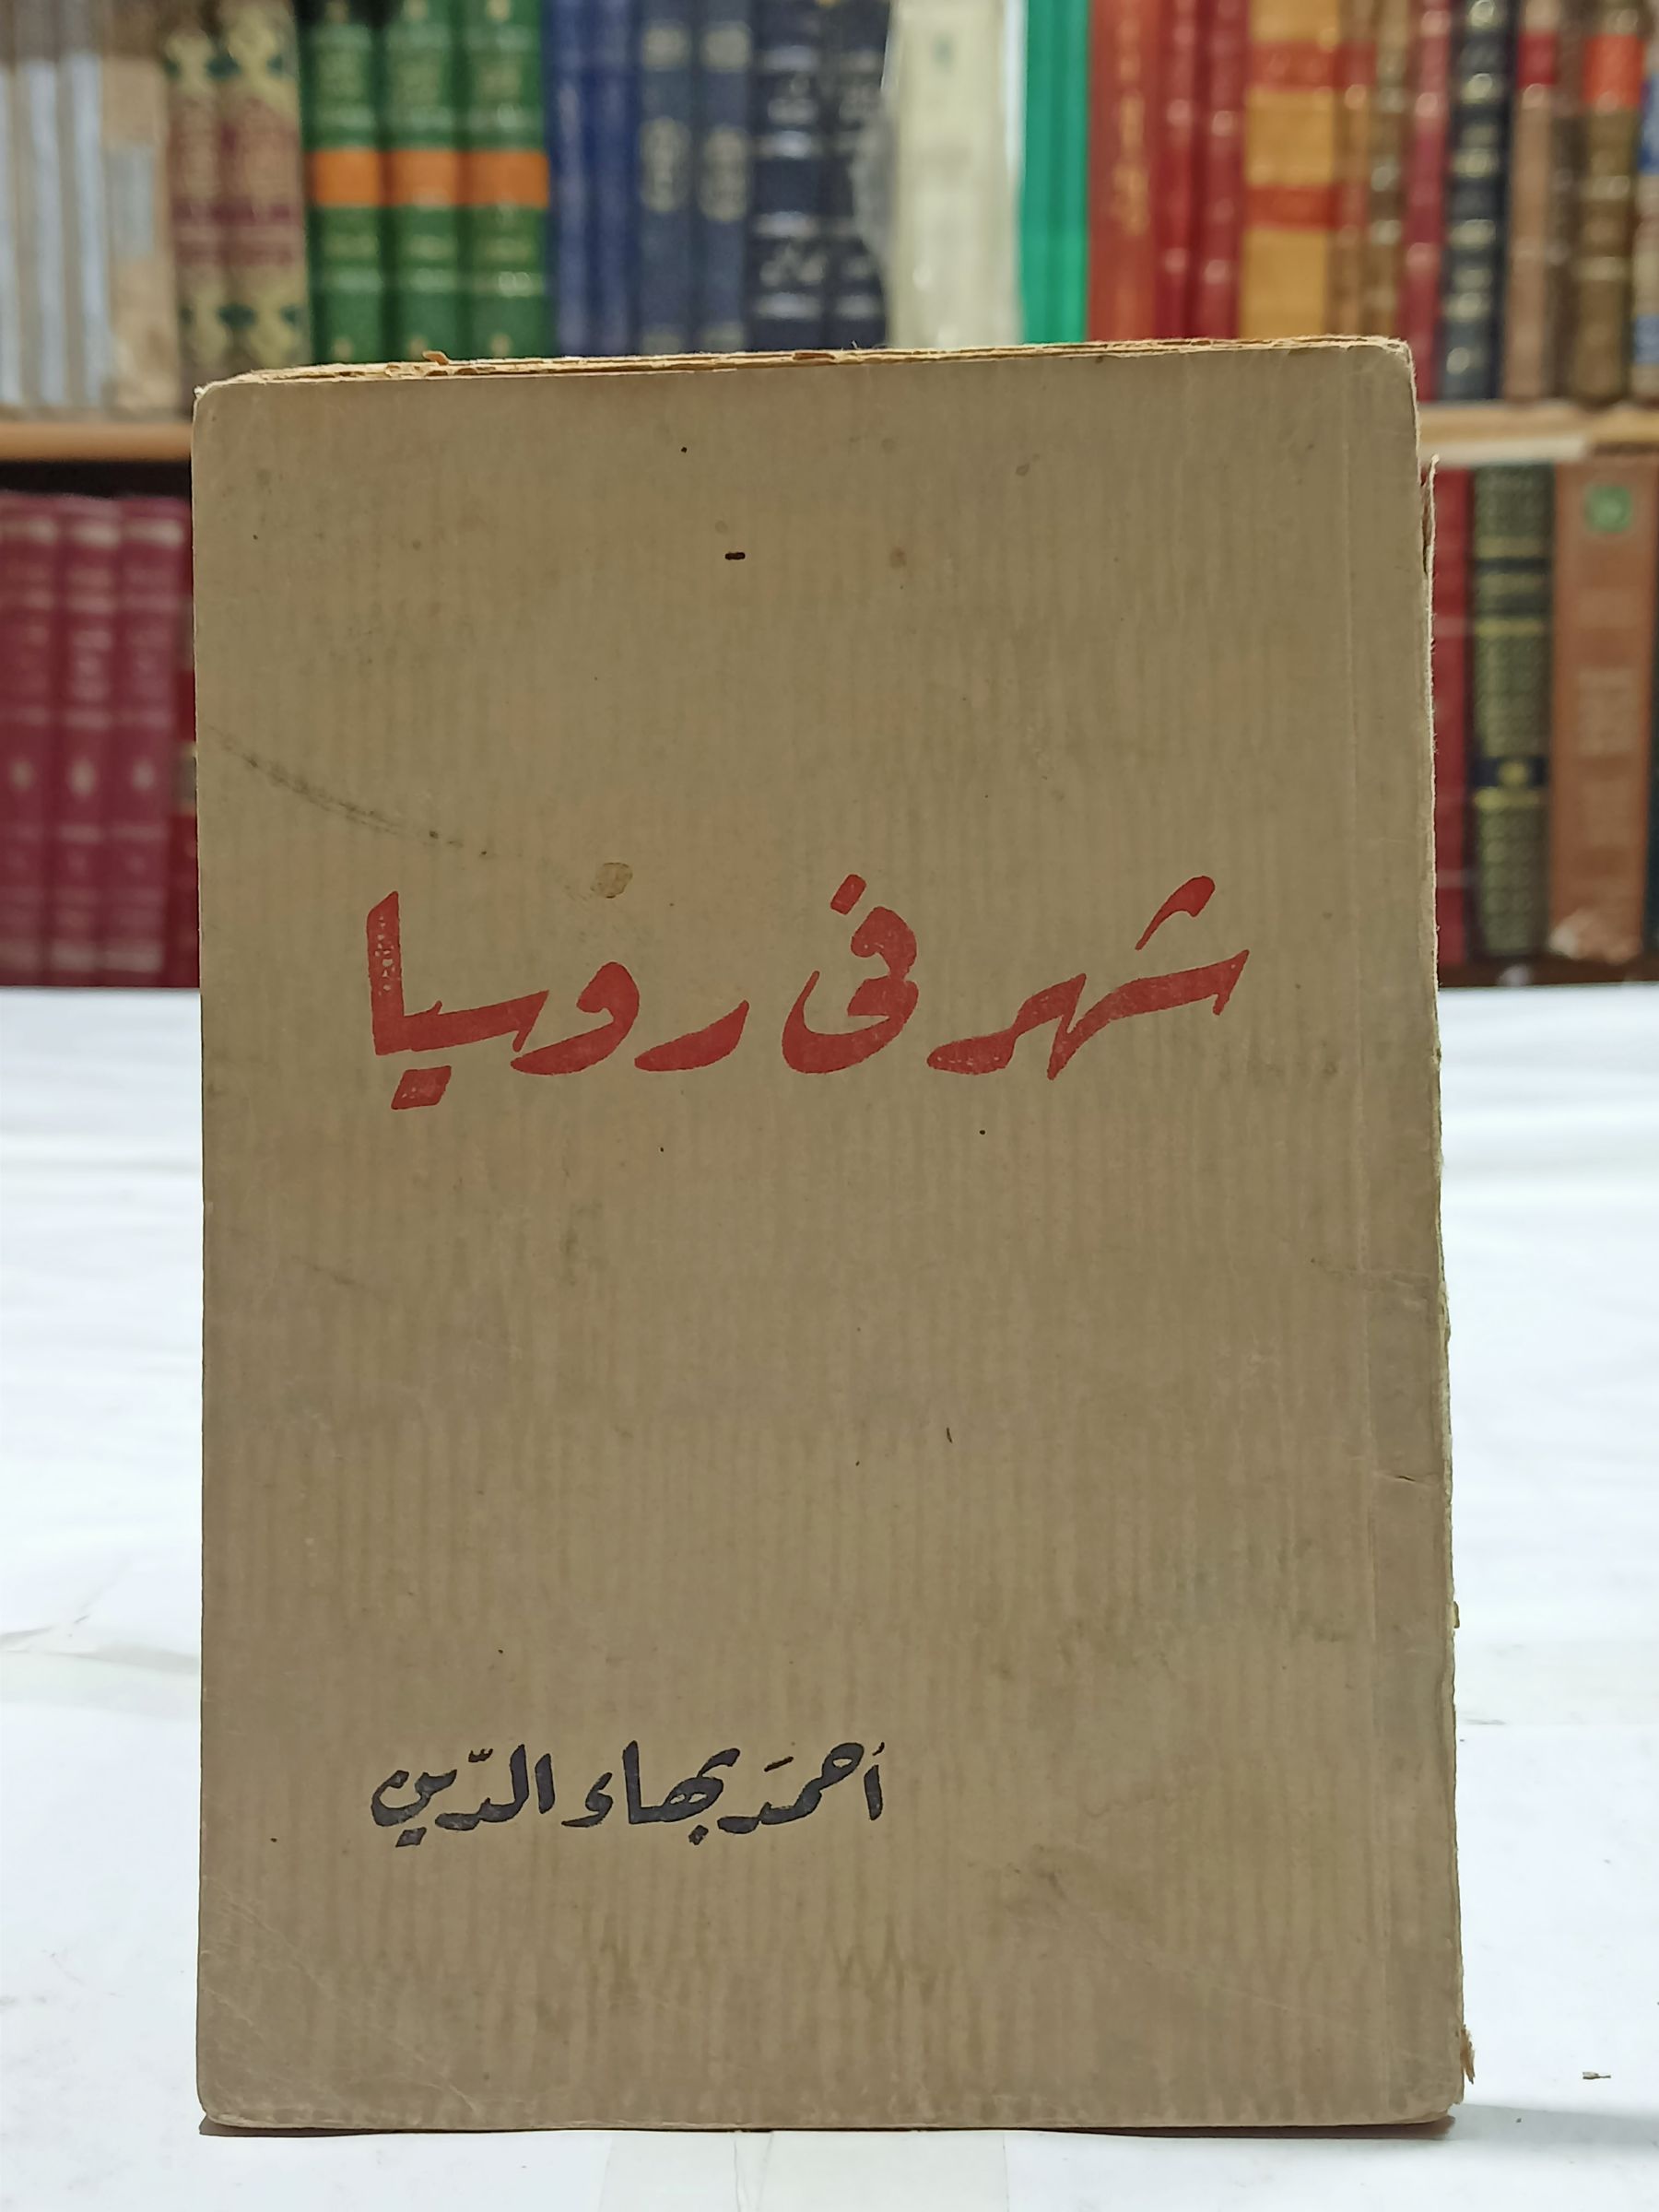 شهر فى روسيا
أحمد بهاء الدّين